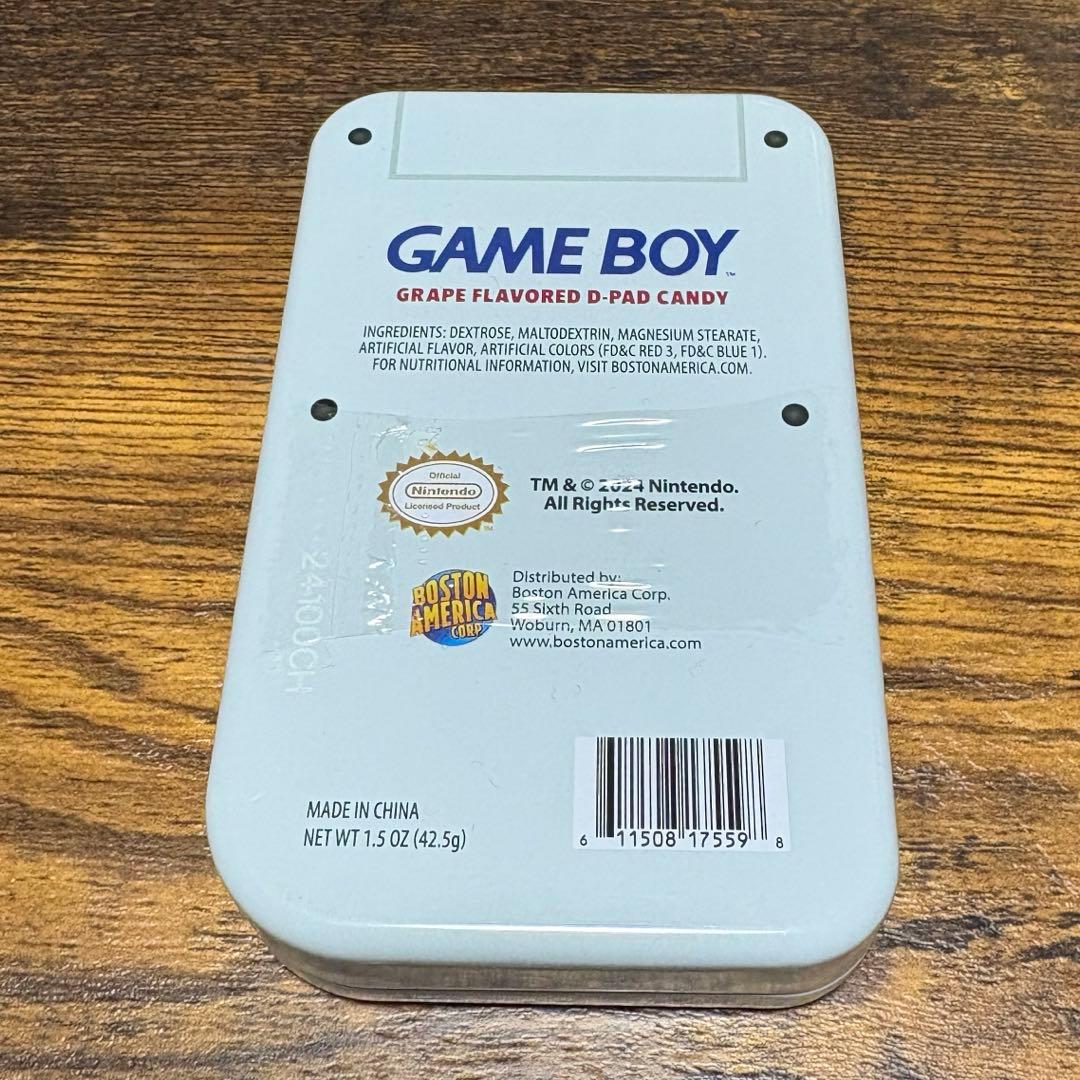 GAME BOY™
GRAPE FLAVORED D-PAD CANDY
INGREDIENTS: DEXTROSE, MALTODEXTRIN, MAGNESIUM STEARATE,
ARTIFICIAL FLAVOR, ARTIFICIAL COLORS (FD&C RED 3, FD&C BLUE 1).
FOR NUTRITIONAL INFORMATION, VISIT BOSTONAMERICA.COM.
Official
Nintendo
Licensed Product
TM
TM & © 2024 Nintendo.
All Rights Reserved.
BOSTON
AMERICA
CORP
Distributed by:
Boston America Corp.
55 Sixth Road
Woburn, MA 01801
www.bostonamerica.com
24100CH
MADE IN CHINA
NET WT 1.5 OZ (42.5g)
6 11508 17559 8